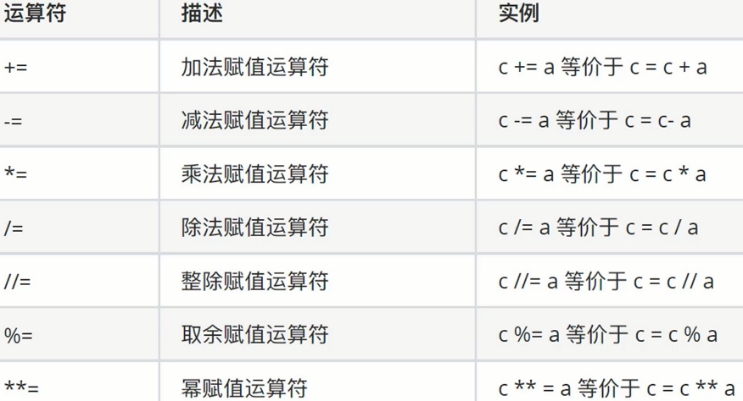 运算符 描述 实例
+= 加法赋值运算符 c += a 等价于 c = c + a
-= 减法赋值运算符 c -= a 等价于 c = c- a
*= 乘法赋值运算符 c *= a 等价于 c = c * a
/= 除法赋值运算符 c /= a 等价于 c = c / a
//= 整除赋值运算符 c //= a 等价于 c = c // a
%= 取余赋值运算符 c %= a 等价于 c = c % a
**= 幂赋值运算符 c ** = a 等价于 c = c ** a